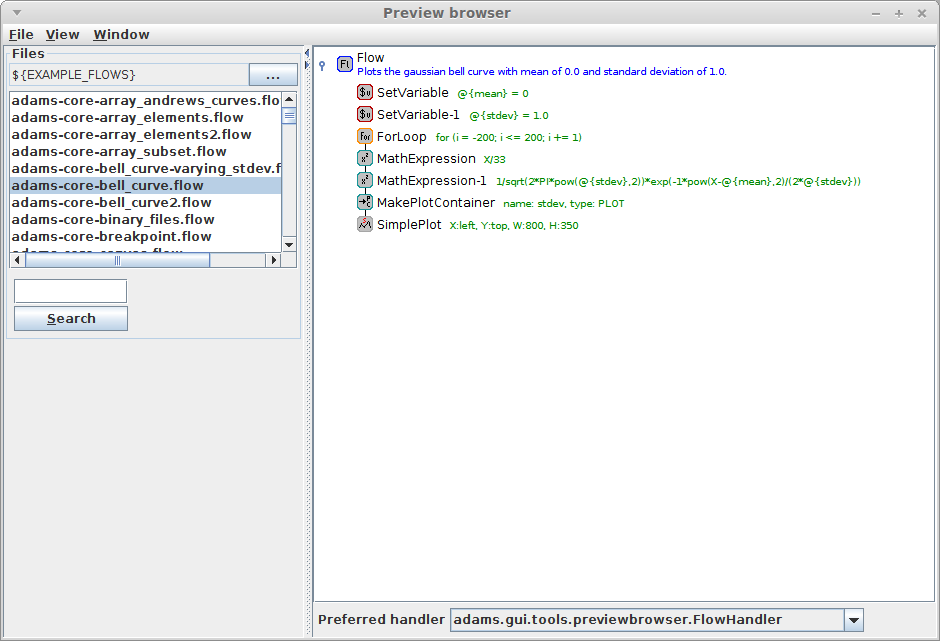 Preview browser
File View Window
Files
${EXAMPLE_FLOWS}
...
adams-core-array_andrews_curves.flo
adams-core-array_elements.flow
adams-core-array_elements2.flow
adams-core-array_subset.flow
adams-core-bell_curve-varying_stdev.f
adams-core-bell_curve.flow
adams-core-bell_curve2.flow
adams-core-binary_files.flow
adams-core-breakpoint.flow
Search
Fl Flow
Plots the gaussian bell curve with mean of 0.0 and standard deviation of 1.0.
$υ SetVariable @{mean} = 0
$υ SetVariable-1 @{stdev} = 1.0
For ForLoop for (i = -200; i <= 200; i += 1)
x² MathExpression X/33
x² MathExpression-1 1/sqrt(2*PI*pow(@{stdev},2))*exp(-1*pow(X-@{mean},2)/(2*@{stdev}))
MakePlotContainer name: stdev, type: PLOT
SimplePlot X:left, Y:top, W:800, H:350
Preferred handler adams.gui.tools.previewbrowser.FlowHandler